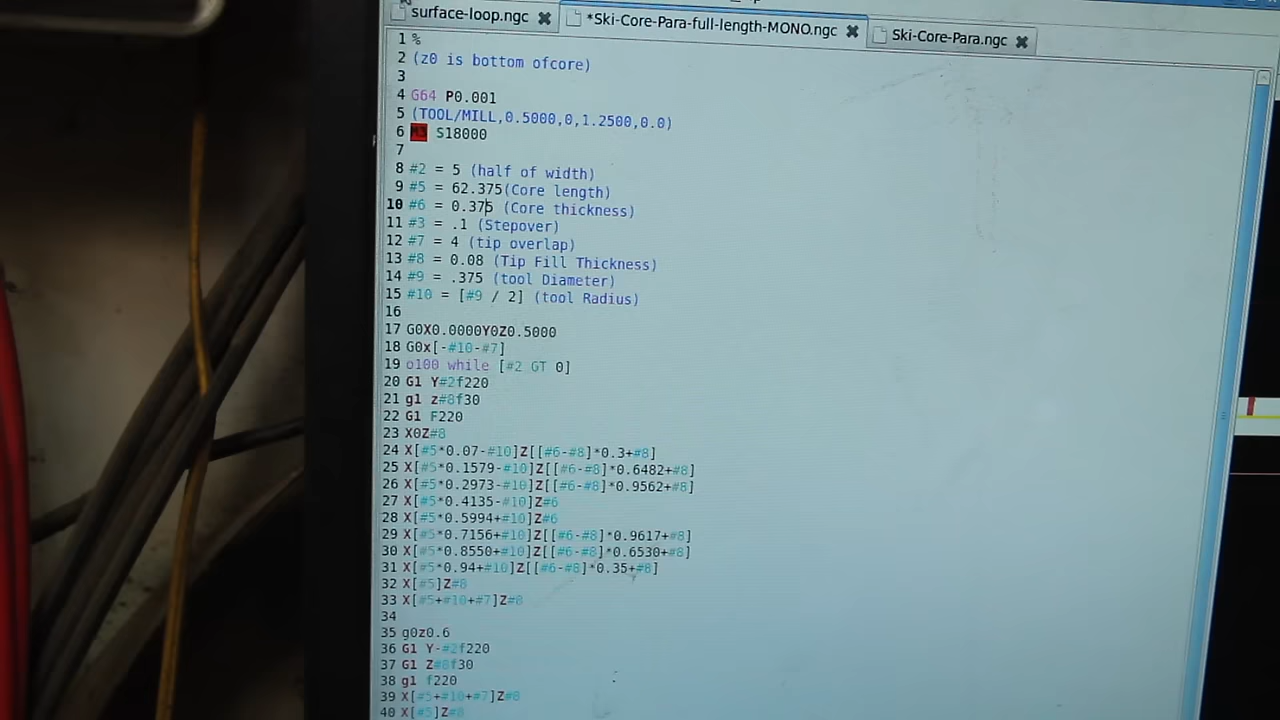 surface-loop.ngc
*Ski-Core-Para-full-length-MONO.ngc
Ski-Core-Para.ngc
1 %
2 (z0 is bottom ofcore)
3
4 G64 P0.001
5 (TOOL/MILL,0.5000,0,1.2500,0.0)
6 M3 S18000
7
8 #2 = 5 (half of width)
9 #5 = 62.375(Core length)
10 #6 = 0.375 (Core thickness)
11 #3 = .1 (Stepover)
12 #7 = 4 (tip overlap)
13 #8 = 0.08 (Tip Fill Thickness)
14 #9 = .375 (tool Diameter)
15 #10 = [#9 / 2] (tool Radius)
16
17 G0X0.0000Y0Z0.5000
18 G0x[-#10-#7]
19 o100 while [#2 GT 0]
20 G1 Y#2f220
21 g1 z#8f30
22 G1 F220
23 X0Z#8
24 X[#5*0.07-#10]Z[[#6-#8]*0.3+#8]
25 X[#5*0.1579-#10]Z[[#6-#8]*0.6482+#8]
26 X[#5*0.2973-#10]Z[[#6-#8]*0.9562+#8]
27 X[#5*0.4135-#10]Z#6
28 X[#5*0.5994+#10]Z#6
29 X[#5*0.7156+#10]Z[[#6-#8]*0.9617+#8]
30 X[#5*0.8550+#10]Z[[#6-#8]*0.6530+#8]
31 X[#5*0.94+#10]Z[[#6-#8]*0.35+#8]
32 X[#5]Z#8
33 X[#5+#10+#7]Z#8
34
35 g0z0.6
36 G1 Y-#2f220
37 G1 Z#8f30
38 g1 f220
39 X[#5+#10+#7]Z#8
40 X[#5]Z#8